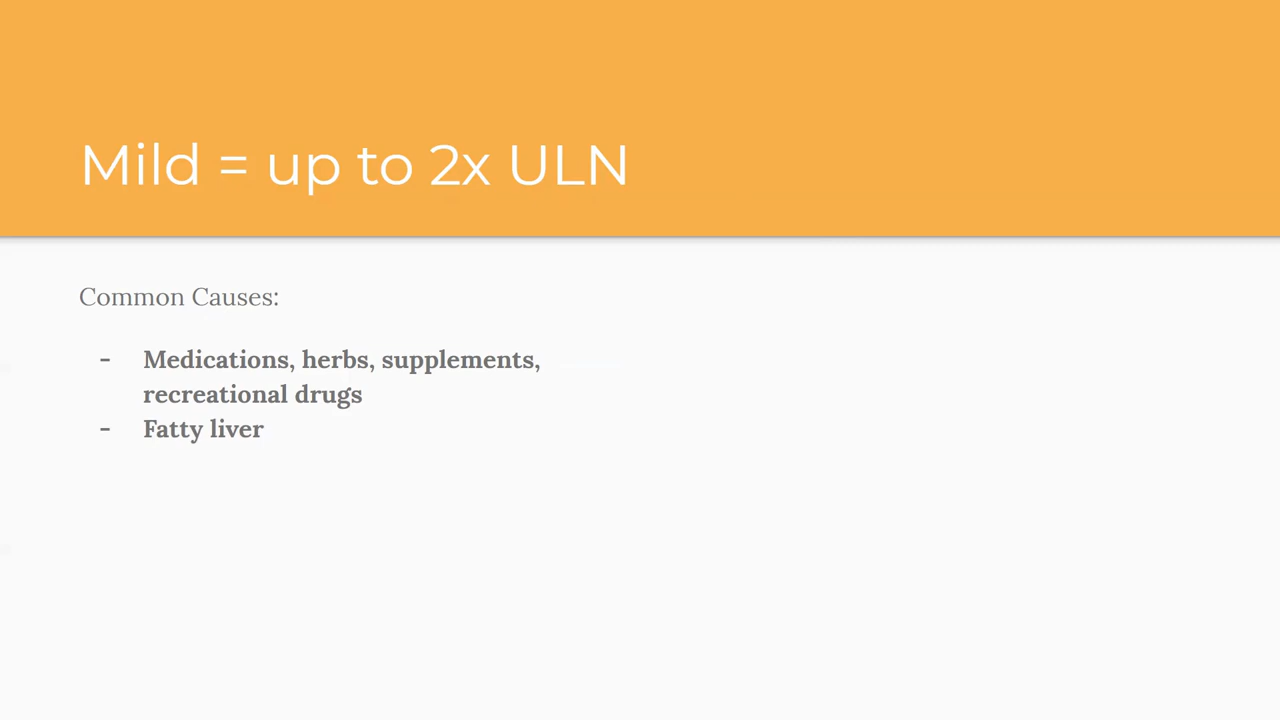 Mild = up to 2x ULN
Common Causes:
- Medications, herbs, supplements,
recreational drugs
- Fatty liver